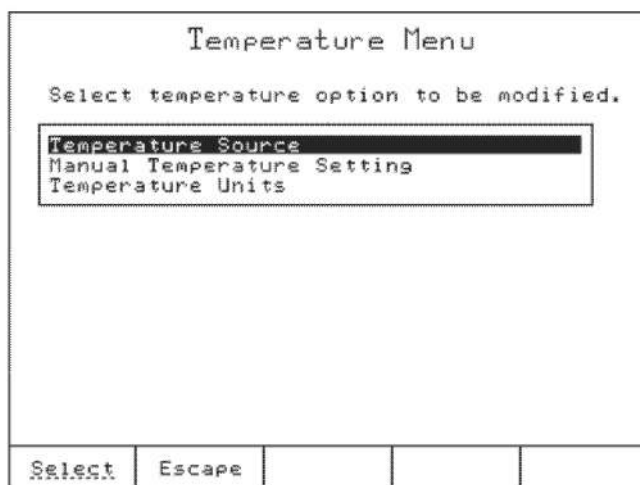 Temperature Menu
Select temperature option to be modified.
Temperature Source
Manual Temperature Setting
Temperature Units
Select Escape